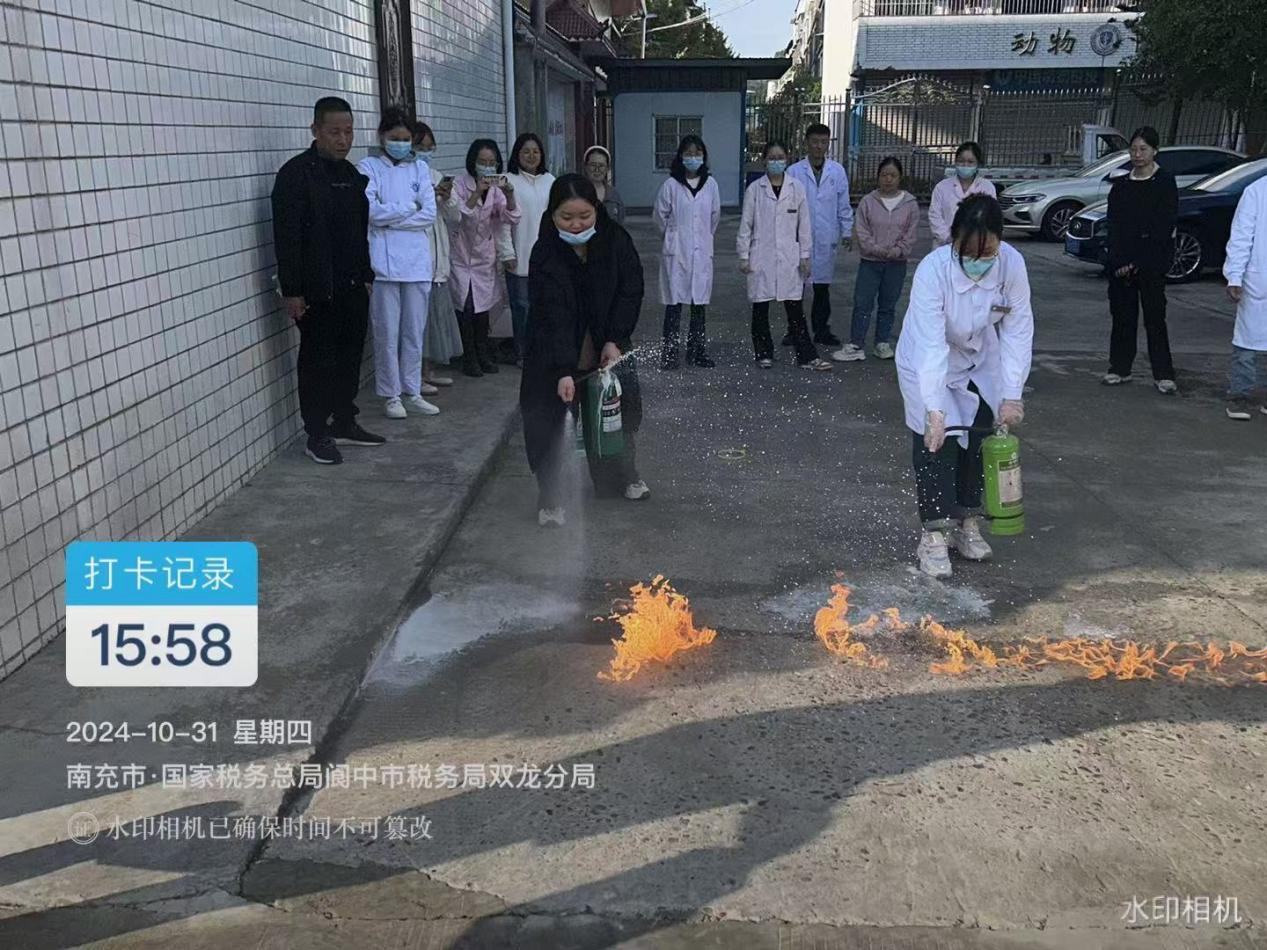 动物
打卡记录
15:58
2024-10-31 星期四
南充市·国家税务总局阆中市税务局双龙分局
证 水印相机已确保时间不可篡改
水印相机